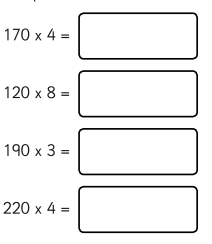 170 x 4 =
120 x 8 =
190 x 3 =
220 x 4 =